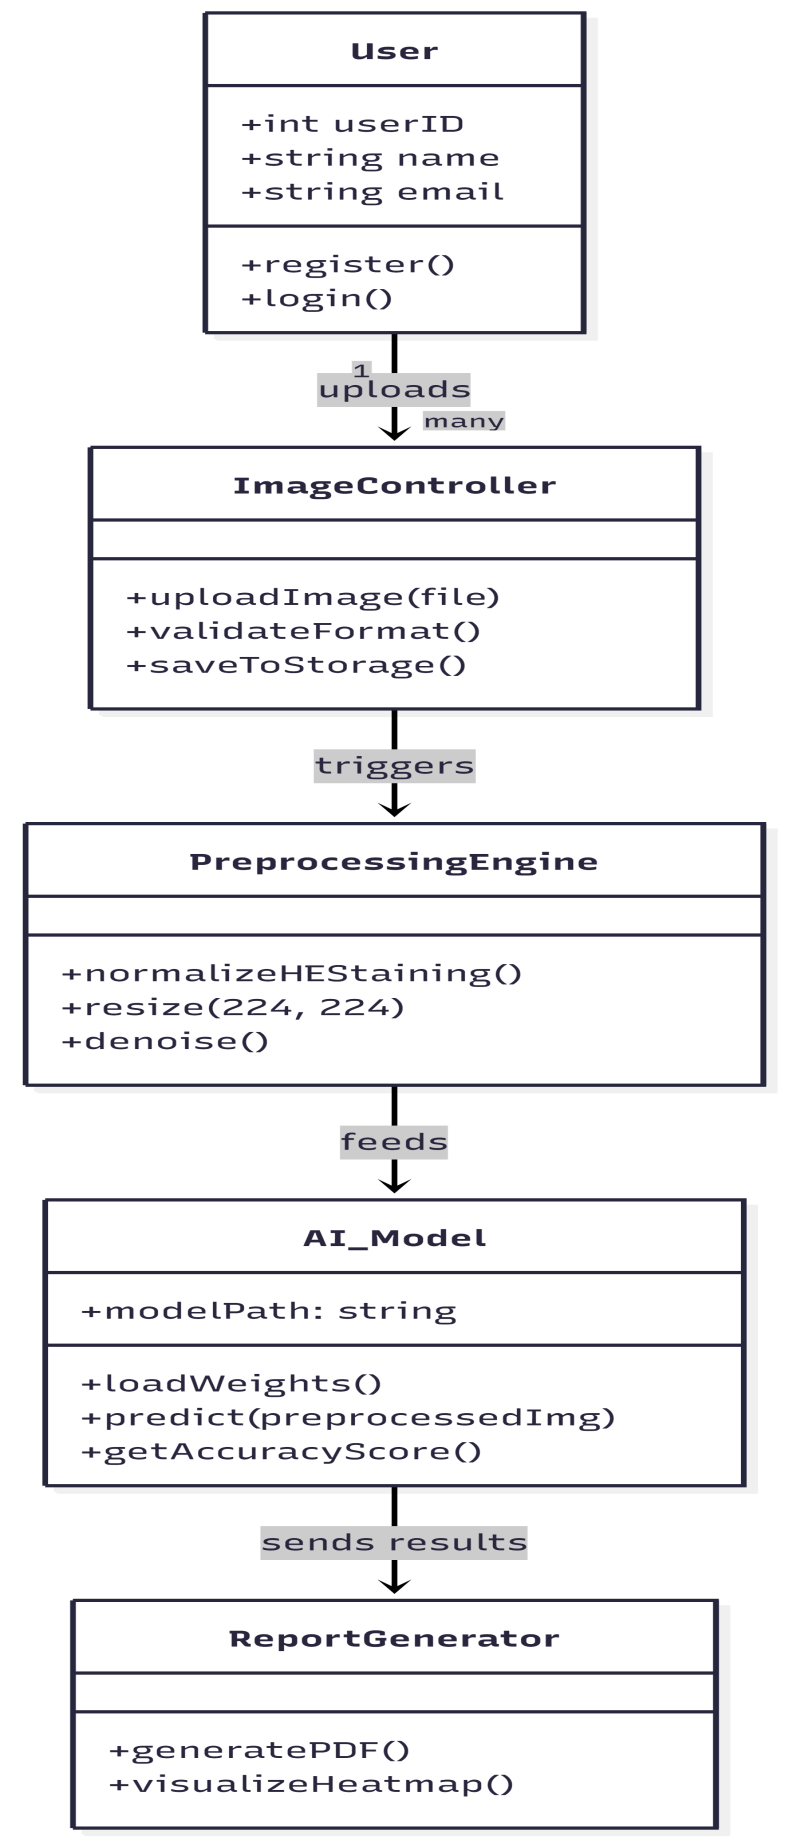 User
+int userID
+string name
+string email
+register()
+login()
1
uploads
many
ImageController
+uploadImage(file)
+validateFormat()
+saveToStorage()
triggers
PreprocessingEngine
+normalizeHEStaining()
+resize(224, 224)
+denoise()
feeds
AI_Model
+modelPath: string
+loadWeights()
+predict(preprocessedImg)
+getAccuracyScore()
sends results
ReportGenerator
+generatePDF()
+visualizeHeatmap()